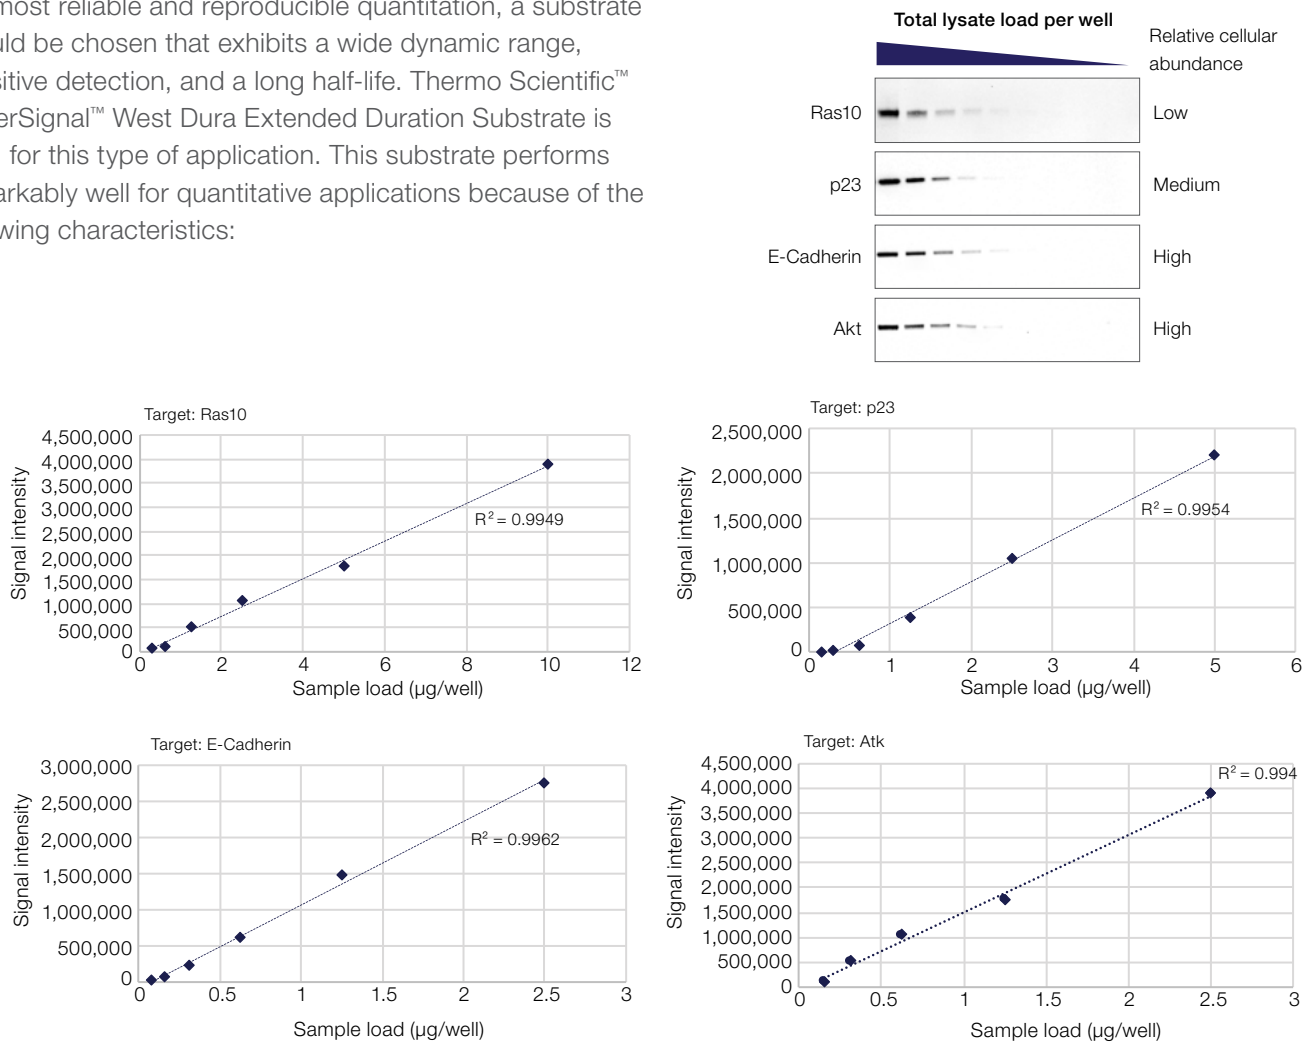 most reliable and reproducible quantitation, a substrate
be chosen that exhibits a wide dynamic range,
detection, and a long half-life. Thermo Scientific™
West Dura Extended Duration Substrate is
for this type of application. This substrate performs
well for quantitative applications because of the
characteristics:
Total lysate load per well
Relative cellular
abundance
Ras10 Low
p23 Medium
E-Cadherin High
Akt High
Target: Ras10
Signal intensity
4,500,000
4,000,000
3,500,000
3,000,000
2,500,000
2,000,000
1,500,000
1,000,000
500,000
0
R² = 0.9949
0 2 4 6 8 10 12
Sample load (µg/well)
Target: p23
Signal intensity
2,500,000
2,000,000
1,500,000
1,000,000
500,000
0
R² = 0.9954
0 1 2 3 4 5 6
Sample load (µg/well)
Target: E-Cadherin
Signal intensity
3,000,000
2,500,000
2,000,000
1,500,000
1,000,000
500,000
0
R² = 0.9962
0 0.5 1 1.5 2 2.5 3
Sample load (µg/well)
Target: Atk
Signal intensity
4,500,000
4,000,000
3,500,000
3,000,000
2,500,000
2,000,000
1,500,000
1,000,000
500,000
0
R² = 0.994
0 0.5 1 1.5 2 2.5 3
Sample load (µg/well)